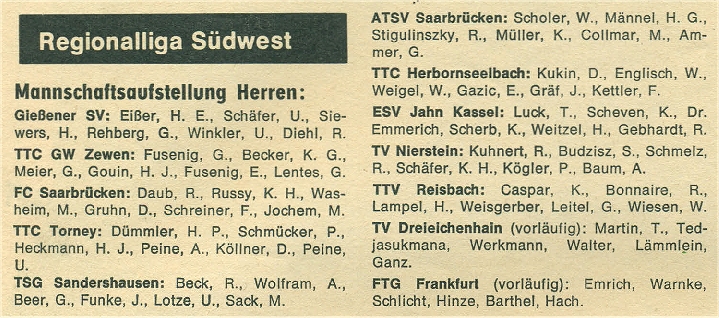 Regionalliga Südwest
Mannschaftsaufstellung Herren:
Gießener SV: Eißer, H. E., Schäfer, U., Sie-
wers, H., Rehberg, G., Winkler, U., Diehl, R.
TTC GW Zewen: Fusenig, G., Becker, K. G.,
Meier, G., Gouin, H. J., Fusenig, E., Lentes, G.
FC Saarbrücken: Daub, R., Russy, K. H., Was-
heim, M., Gruhn, D., Schreiner, F., Jochem, M.
TTC Torney: Dümmler, H. P., Schmücker, P.,
Heckmann, H. J., Peine, A., Köllner, D., Peine,
U.
TSG Sandershausen: Beck, R., Wolfram, A.,
Beer, G., Funke, J., Lotze, U., Sack, M.
ATSV Saarbrücken: Scholer, W., Männel, H. G.,
Stigulinszky, R., Müller, K., Collmar, M., Am-
mer, G.
TTC Herbornseelbach: Kukin, D., Englisch, W.,
Weigel, W., Gazic, E., Gräf, J., Kettler, F.
ESV Jahn Kassel: Luck, T., Scheven, K., Dr.
Emmerich, Scherb, K., Weitzel, H., Gebhardt, R.
TV Nierstein: Kuhnert, R., Budzisz, S., Schmelz,
R., Schäfer, K. H., Kögler, P., Baum, A.
TTV Reisbach: Caspar, K., Bonnaire, R.,
Lampel, H., Weisgerber, Leitel, G., Wiesen, W.
TV Dreieichenhain (vorläufig): Martin, T., Ted-
jasukmana, Werkmann, Walter, Lämmlein,
Ganz.
FTG Frankfurt (vorläufig): Emrich, Warnke,
Schlicht, Hinze, Barthel, Hach.